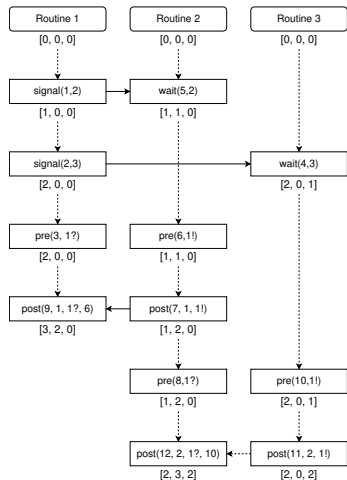 Routine 1 Routine 2 Routine 3
[0, 0, 0] [0, 0, 0] [0, 0, 0]
signal(1,2) wait(5,2)
[1, 0, 0] [1, 1, 0]
signal(2,3) wait(4,3)
[2, 0, 0] [2, 0, 1]
pre(3, 1?) pre(6,1!)
[2, 0, 0] [1, 1, 0]
post(9, 1, 1?, 6) post(7, 1, 1!)
[3, 2, 0] [1, 2, 0]
pre(8,1?) pre(10,1!)
[1, 2, 0] [2, 0, 1]
post(12, 2, 1?, 10) post(11, 2, 1!)
[2, 3, 2] [2, 0, 2]